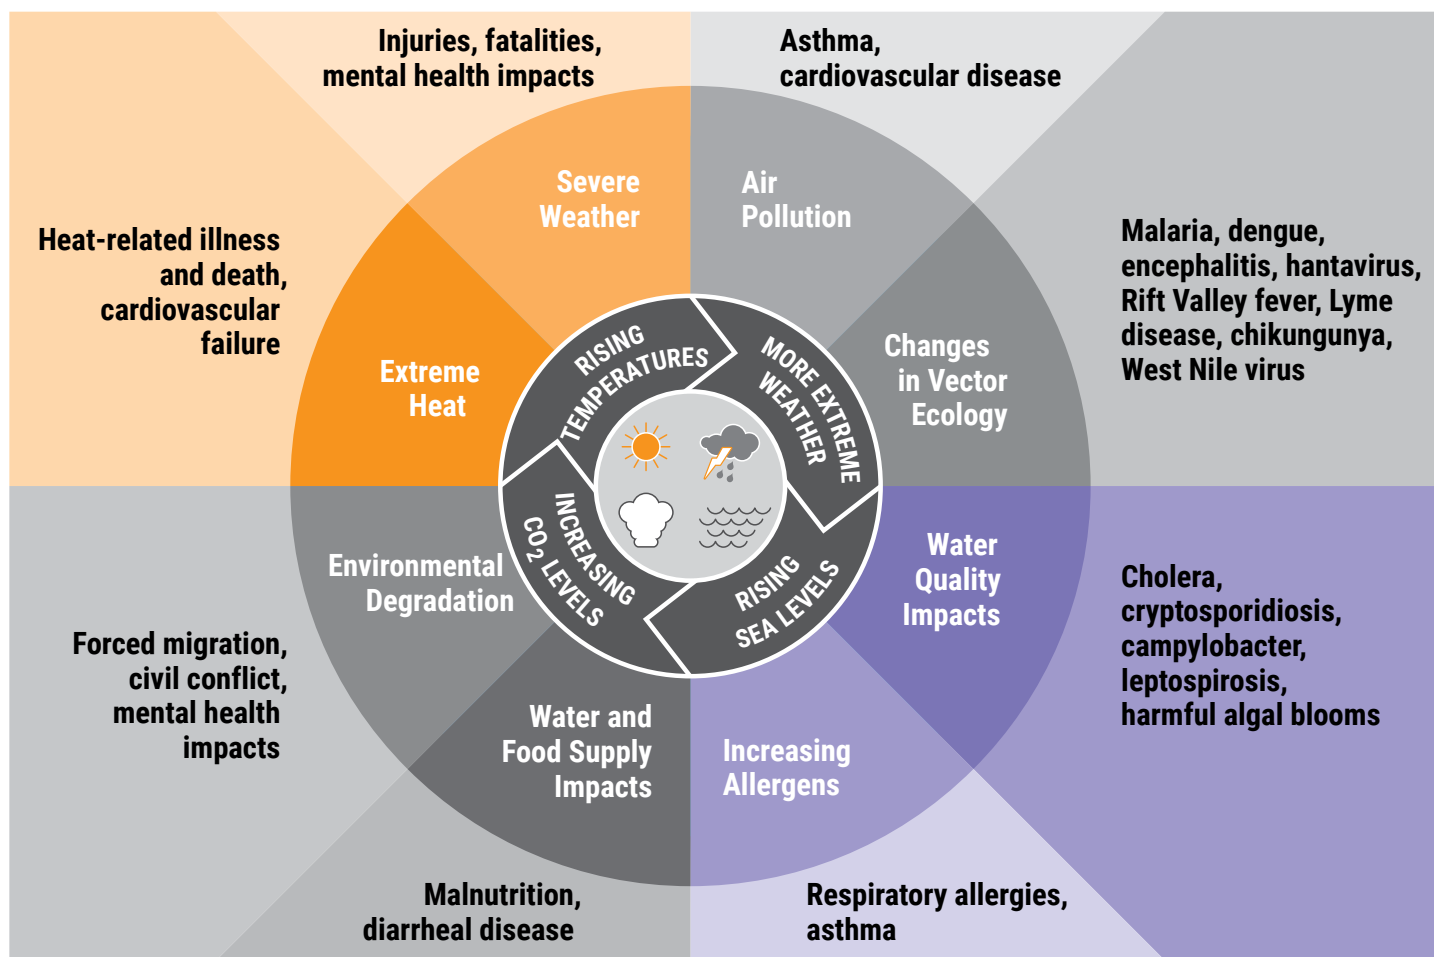 Injuries, fatalities,
mental health impacts
Asthma,
cardiovascular disease
Severe
Weather
Air
Pollution
Heat-related illness
and death,
cardiovascular
failure
Extreme
Heat
Changes
in Vector
Ecology
Malaria, dengue,
encephalitis, hantavirus,
Rift Valley fever, Lyme
disease, chikungunya,
West Nile virus
RISING
TEMPERATURES
MORE EXTREME
WEATHER
INCREASING
CO2 LEVELS
RISING
SEA LEVELS
Environmental
Degradation
Water
Quality
Impacts
Forced migration,
civil conflict,
mental health
impacts
Cholera,
cryptosporidiosis,
campylobacter,
leptospirosis,
harmful algal blooms
Water and
Food Supply
Impacts
Increasing
Allergens
Malnutrition,
diarrheal disease
Respiratory allergies,
asthma